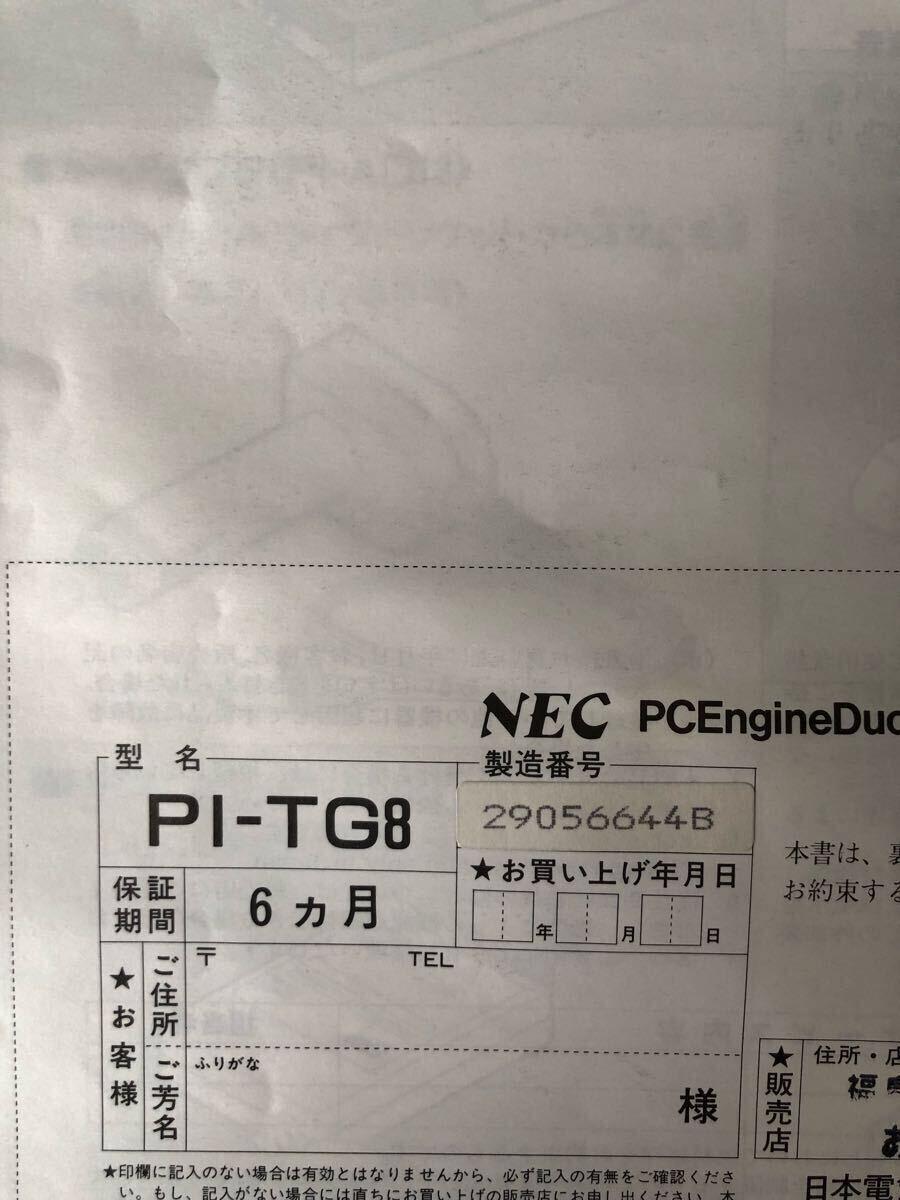 NEC PCEngineDuo
型 名
製造番号
PI-TG8
29056644B
★お買い上げ年月日
年 月 日
保証
期間
6ヵ月
★お客様
ご住所
〒 TEL
ご芳名
ふりがな
様
本書は、
お約束する
★販売店
住所・店
福
お
日本電
★印欄に記入のない場合は有効とはなりませんから、必ず記入の有無をご確認くださ
い。もし、記入がない場合には直ちにお買い上げの販売店にお申し出ください。本